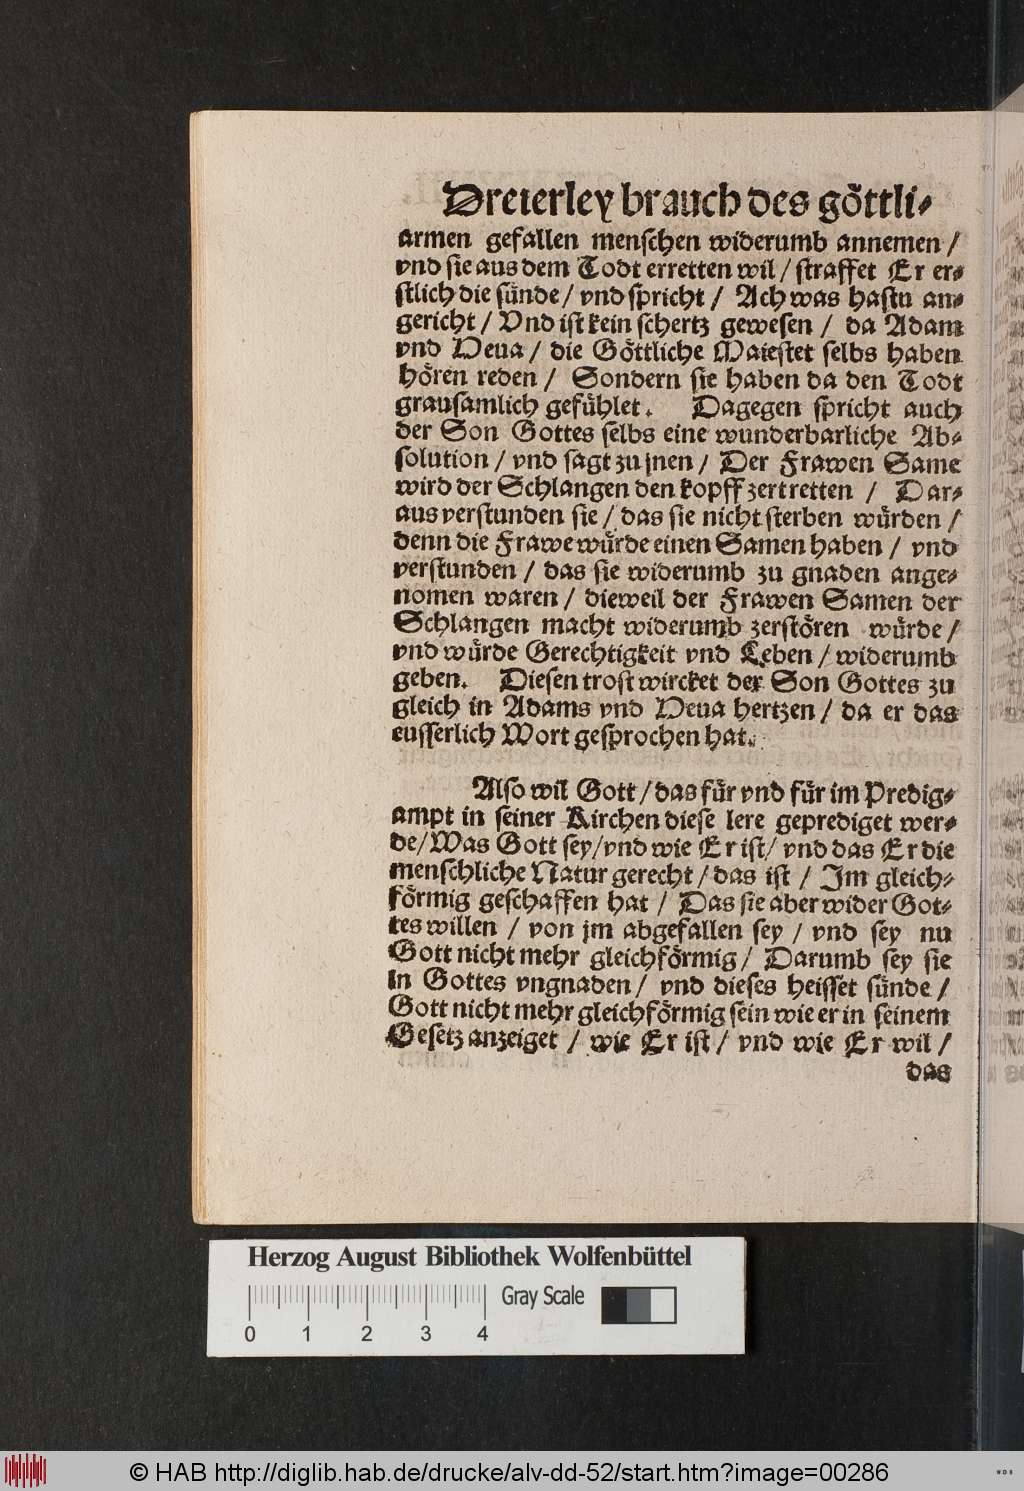 Dreierley brauch des göttli⸗
armen gefallen menschen widerumb annemen /
vnd sie aus dem Todt erretten wil / straffet Er er⸗
stlich die sünde / vnd spricht / Ach was hastu an⸗
gericht / Vnd ist kein schertz gewesen / da Adam
vnd Heua / die Göttliche Maiestet selbs haben
hören reden / Sondern sie haben da den Todt
grausamlich gefühlet. Dagegen spricht auch
der Son Gottes selbs eine wunderbarliche Ab⸗
solution / vnd sagt zu jnen / Der Frawen Same
wird der Schlangen den kopff zertretten / Dar⸗
aus verstunden sie / das sie nicht sterben würden /
denn die Frawe würde einen Samen haben / vnd
verstunden / das sie widerumb zu gnaden ange⸗
nomen waren / dieweil der Frawen Samen der
Schlangen macht widerumb zerstören würde /
vnd würde Gerechtigkeit vnd Leben / widerumb
geben. Diesen trost wircket der Son Gottes zu
gleich in Adams vnd Heua hertzen / da er das
eusserlich Wort gesprochen hat.
Also wil Gott / das für vnd für im Predig⸗
ampt in seiner Kirchen diese lere geprediget wer⸗
de / Was Gott sey / vnd wie Er ist / vnd das Er die
menschliche Natur gerecht / das ist / Im gleich⸗
förmig geschaffen hat / Das sie aber wider Got⸗
tes willen / von jm abgefallen sey / vnd sey nu
Gott nicht mehr gleichförmig / Darumb sey sie
in Gottes vngnaden / vnd dieses heisset sünde /
Gott nicht mehr gleichförmig sein wie er in seinem
Gesetz anzeiget / wie Er ist / vnd wie Er wil /
das
Herzog August Bibliothek Wolfenbüttel
Gray Scale
0 1 2 3 4
© HAB http://diglib.hab.de/drucke/alv-dd-52/start.htm?image=00286
WDB